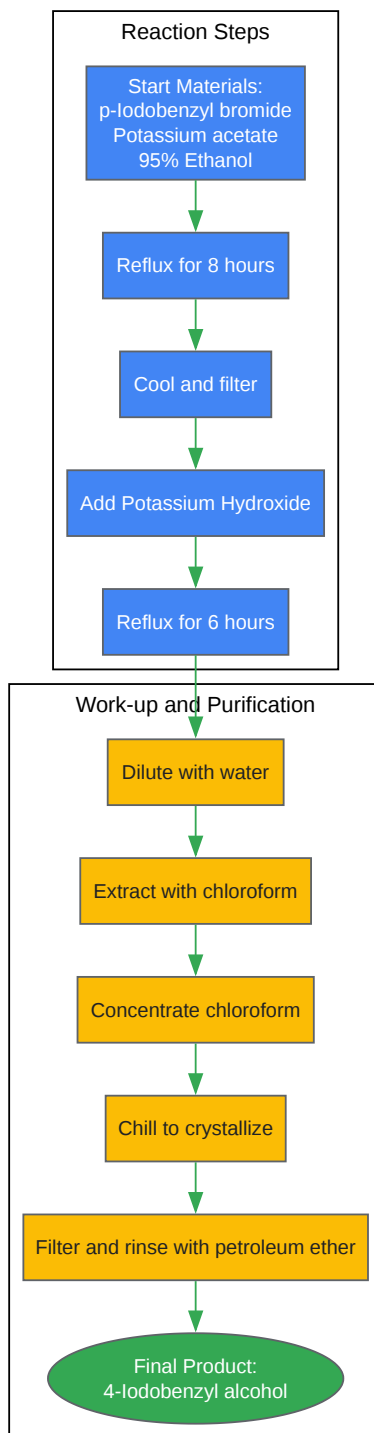 Reaction Steps
Start Materials:
p-Iodobenzyl bromide
Potassium acetate
95% Ethanol
Reflux for 8 hours
Cool and filter
Add Potassium Hydroxide
Reflux for 6 hours
Work-up and Purification
Dilute with water
Extract with chloroform
Concentrate chloroform
Chill to crystallize
Filter and rinse with petroleum ether
Final Product:
4-Iodobenzyl alcohol